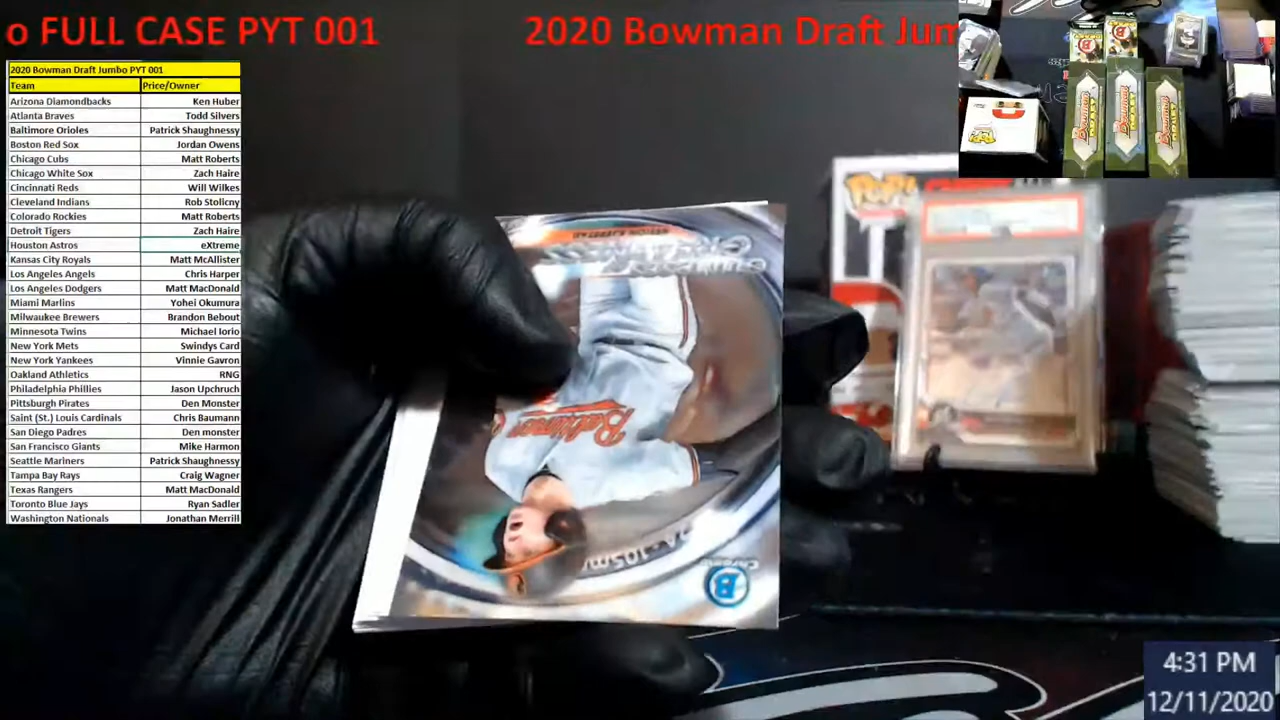 o FULL CASE PYT 001
2020 Bowman Draft Jum
2020 Bowman Draft Jumbo PYT 001
Team Price/Owner
Arizona Diamondbacks Ken Huber
Atlanta Braves Todd Silvers
Baltimore Orioles Patrick Shaughnessy
Boston Red Sox Jordan Owens
Chicago Cubs Matt Roberts
Chicago White Sox Zach Haire
Cincinnati Reds Will Wilkes
Cleveland Indians Rob Stolicny
Colorado Rockies Matt Roberts
Detroit Tigers Zach Haire
Houston Astros eXtreme
Kansas City Royals Matt McAllister
Los Angeles Angels Chris Harper
Los Angeles Dodgers Matt MacDonald
Miami Marlins Yohei Okumura
Milwaukee Brewers Brandon Bebout
Minnesota Twins Michael Iorio
New York Mets Swindys Card
New York Yankees Vinnie Gavron
Oakland Athletics RNG
Philadelphia Phillies Jason Upchurch
Pittsburgh Pirates Den Monster
Saint (St.) Louis Cardinals Chris Baumann
San Diego Padres Den monster
San Francisco Giants Mike Harmon
Seattle Mariners Patrick Shaughnessy
Tampa Bay Rays Craig Wagner
Texas Rangers Matt MacDonald
Toronto Blue Jays Ryan Sadler
Washington Nationals Jonathan Merrill
POP!
Baltimore
B
Chrome
Bowman
Bowman
Bowman
POP!
4:31 PM
12/11/2020